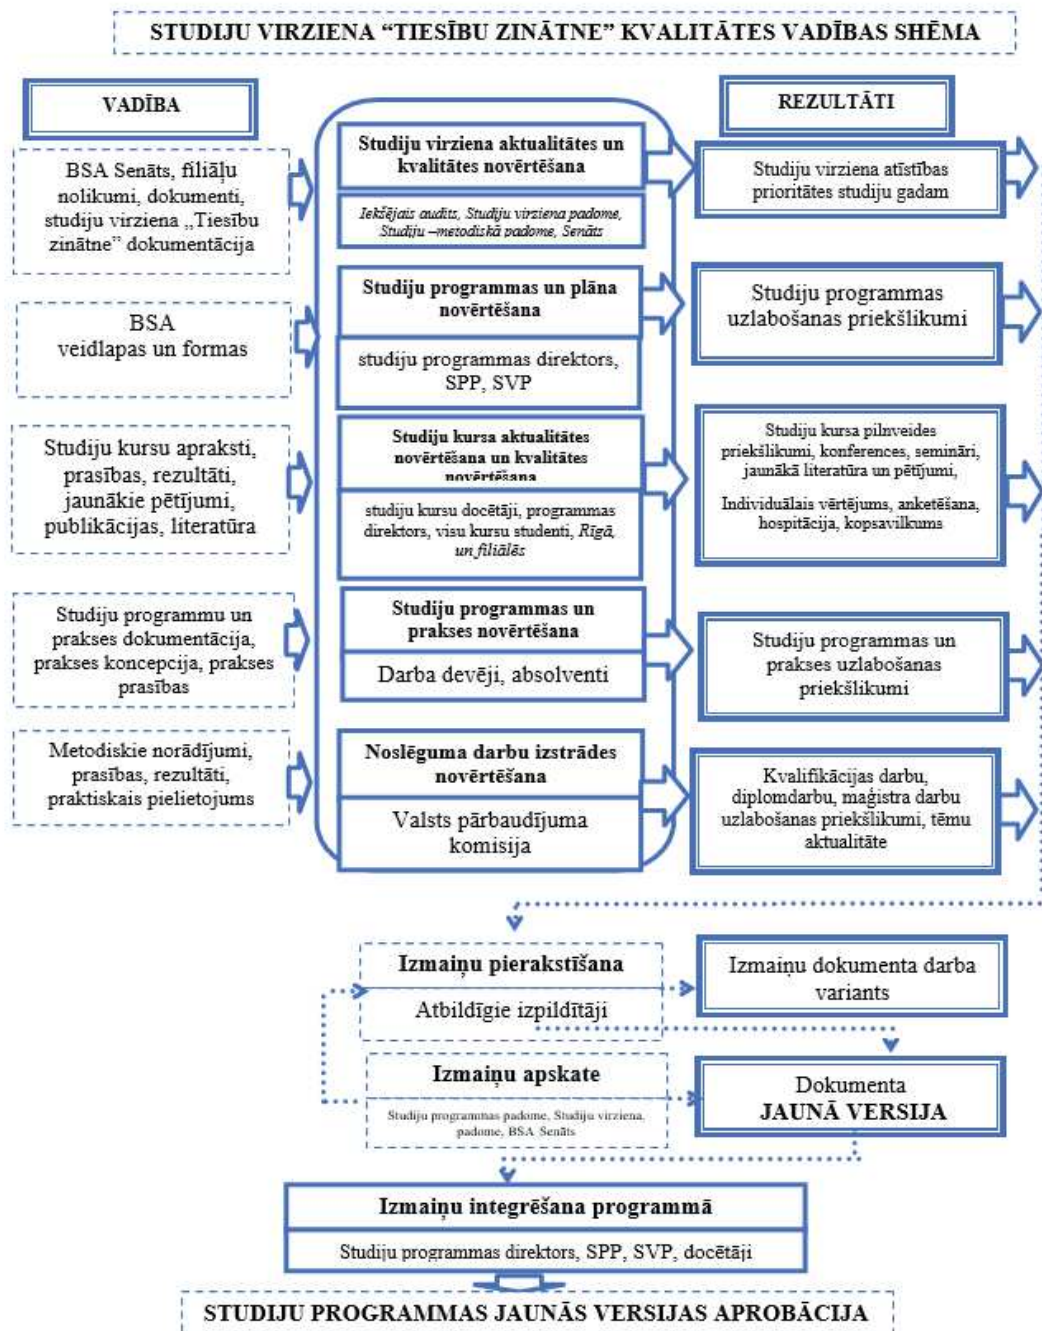 STUDIJU VIRZIENA “TIESĪBU ZINĀTNE” KVALITĀTES VADĪBAS SHĒMA
VADĪBA
BSA Senāts, filiāļu
nolikumi, dokumenti,
studiju virziena „Tiesību
zinātne” dokumentācija
BSA
veidlapas un formas
Studiju kursu apraksti,
prasības, rezultāti,
jaunākie pētījumi,
publikācijas, literatūra
Studiju programmu un
prakses dokumentācija,
prakses koncepcija, prakses
prasības
Metodiskie norādījumi,
prasības, rezultāti,
praktiskais pielietojums
Studiju virziena aktualitātes un
kvalitātes novērtēšana
Iekšējais audits, Studiju virziena padome,
Studiju –metodiskā padome, Senāts
Studiju programmas un plāna
novērtēšana
studiju programmas direktors,
SPP, SVP
Studiju kursa aktualitātes
novērtēšana un kvalitātes
novērtēšana
studiju kursu docētāji, programmas
direktors, visu kursu studenti, Rīgā,
un filiālēs
Studiju programmas un
prakses novērtēšana
Darba devēji, absolventi
Noslēguma darbu izstrādes
novērtēšana
Valsts pārbaudījuma
komisija
REZULTĀTI
Studiju virziena atīstības
prioritātes studiju gadam
Studiju programmas
uzlabošanas priekšlikumi
Studiju kursa pilnveides
priekšlikumi, konferences, semināri,
jaunākā literatūra un pētījumi,
Individuālais vērtējums, anketēšana,
hospitācija, kopsavilkums
Studiju programmas un
prakses uzlabošanas
priekšlikumi
Kvalifikācijas darbu,
diplomdarbu, maģistra darbu
uzlabošanas priekšlikumi, tēmu
aktualitāte
Izmaiņu pierakstīšana
Atbildīgie izpildītāji
Izmaiņu dokumenta darba
variants
Izmaiņu apskate
Studiju programmas padome, Studiju virziena,
padome, BSA Senāts
Dokumenta
JAUNĀ VERSIJA
Izmaiņu integrēšana programmā
Studiju programmas direktors, SPP, SVP, docētāji
STUDIJU PROGRAMMAS JAUNĀS VERSIJAS APROBĀCIJA